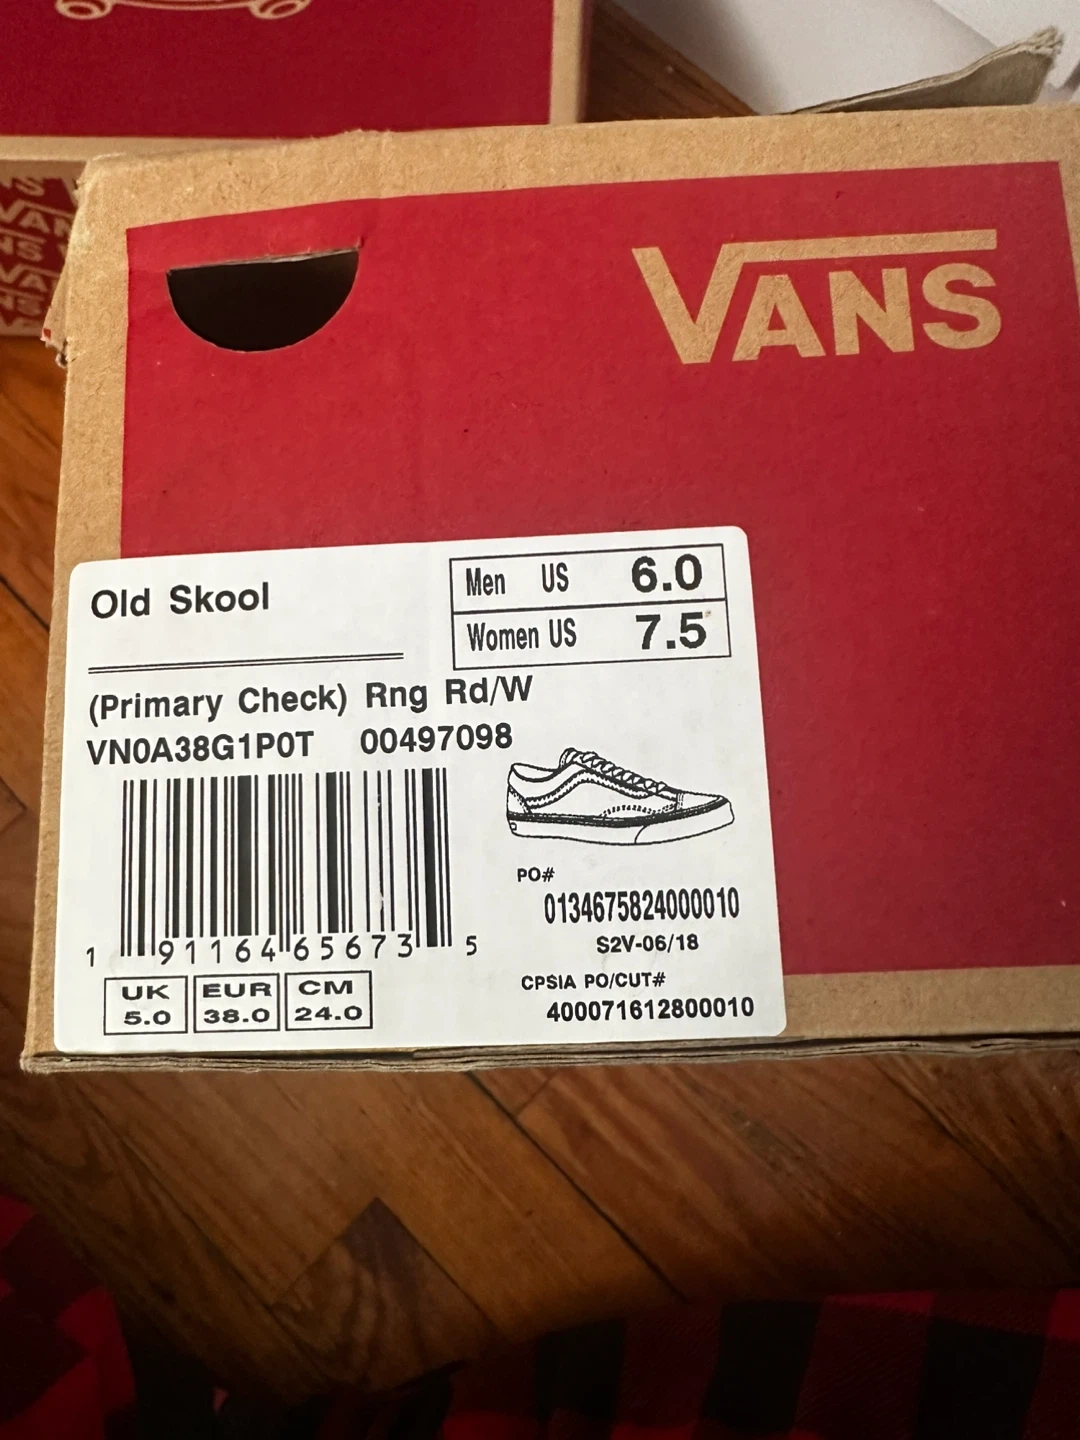 VANS
VANS
Old Skool
Men US 6.0
Women US 7.5
(Primary Check) Rng Rd/W
VN0A38G1P0T 00497098
1 91164 65673 5
PO#
0134675824000010
S2V-06/18
CPSIA PO/CUT#
400071612800010
UK EUR CM
5.0 38.0 24.0